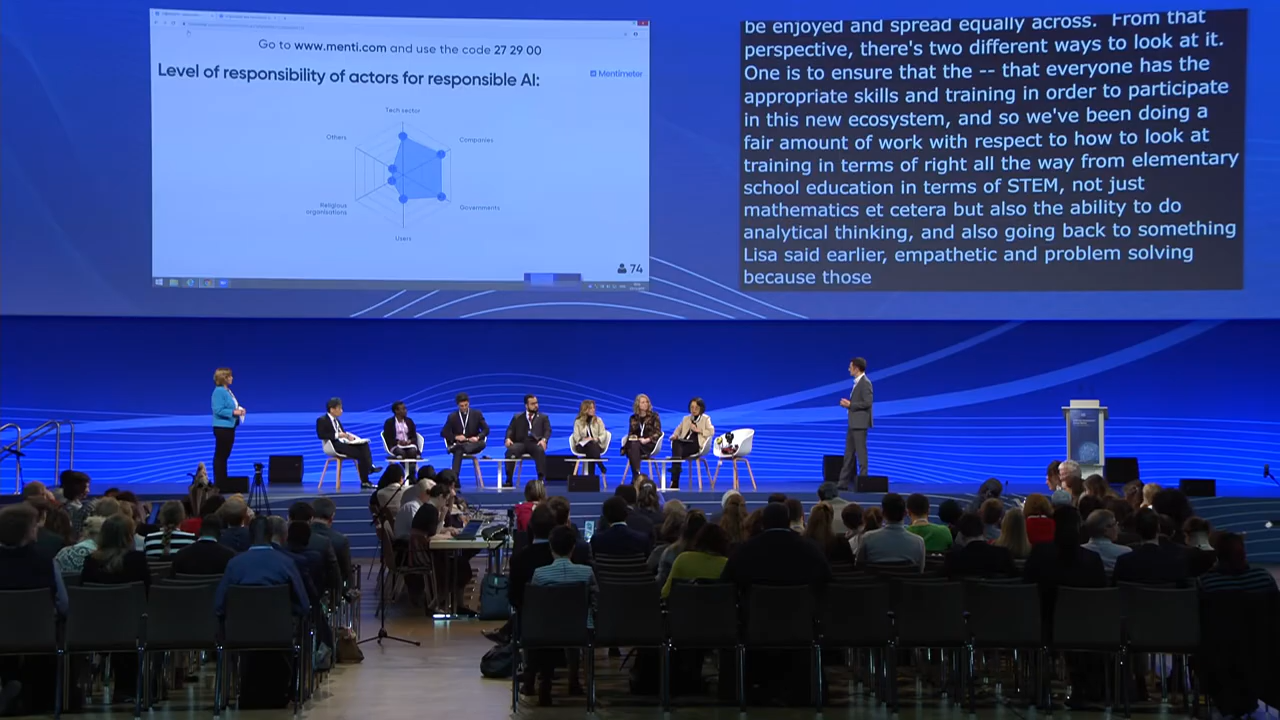 Go to www.menti.com and use the code 27 29 00
Level of responsibility of actors for responsible AI:
Mentimeter
Tech sector
Others
Companies
Religious
organisations
Governments
Users
74
be enjoyed and spread equally across. From that
perspective, there's two different ways to look at it.
One is to ensure that the -- that everyone has the
appropriate skills and training in order to participate
in this new ecosystem, and so we've been doing a
fair amount of work with respect to how to look at
training in terms of right all the way from elementary
school education in terms of STEM, not just
mathematics et cetera but also the ability to do
analytical thinking, and also going back to something
Lisa said earlier, empathetic and problem solving
because those